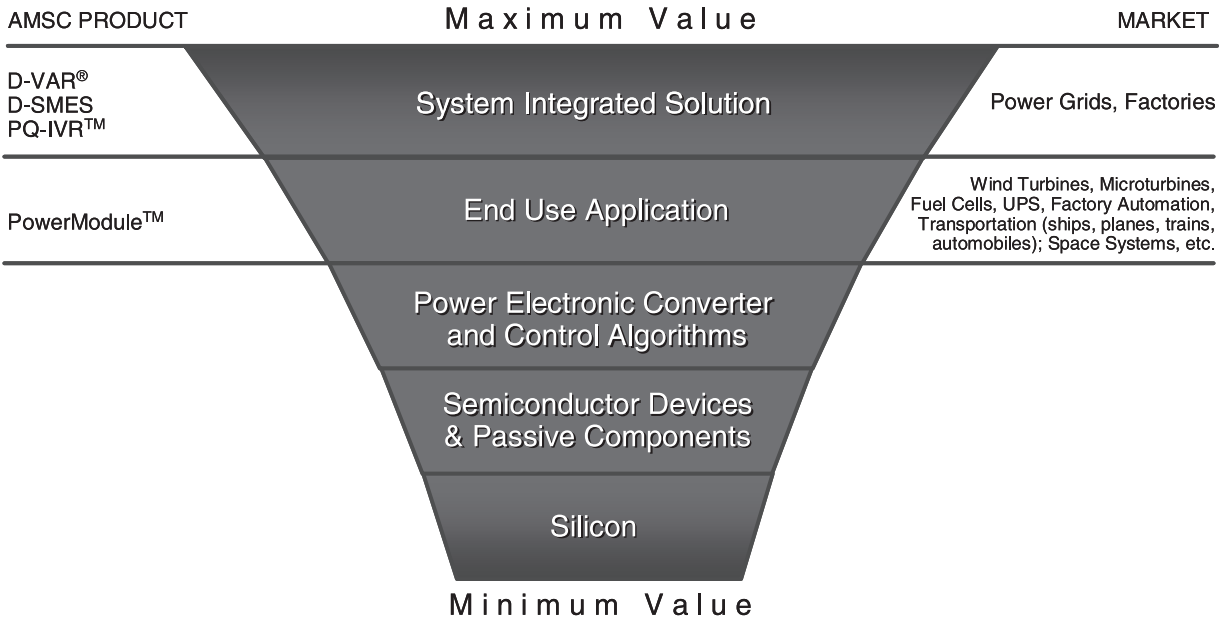 AMSC PRODUCT
Maximum Value
MARKET
D-VAR®
D-SMES
PQ-IVR™
System Integrated Solution
Power Grids, Factories
PowerModule™
End Use Application
Wind Turbines, Microturbines,
Fuel Cells, UPS, Factory Automation,
Transportation (ships, planes, trains,
automobiles); Space Systems, etc.
Power Electronic Converter
and Control Algorithms
Semiconductor Devices
& Passive Components
Silicon
Minimum Value